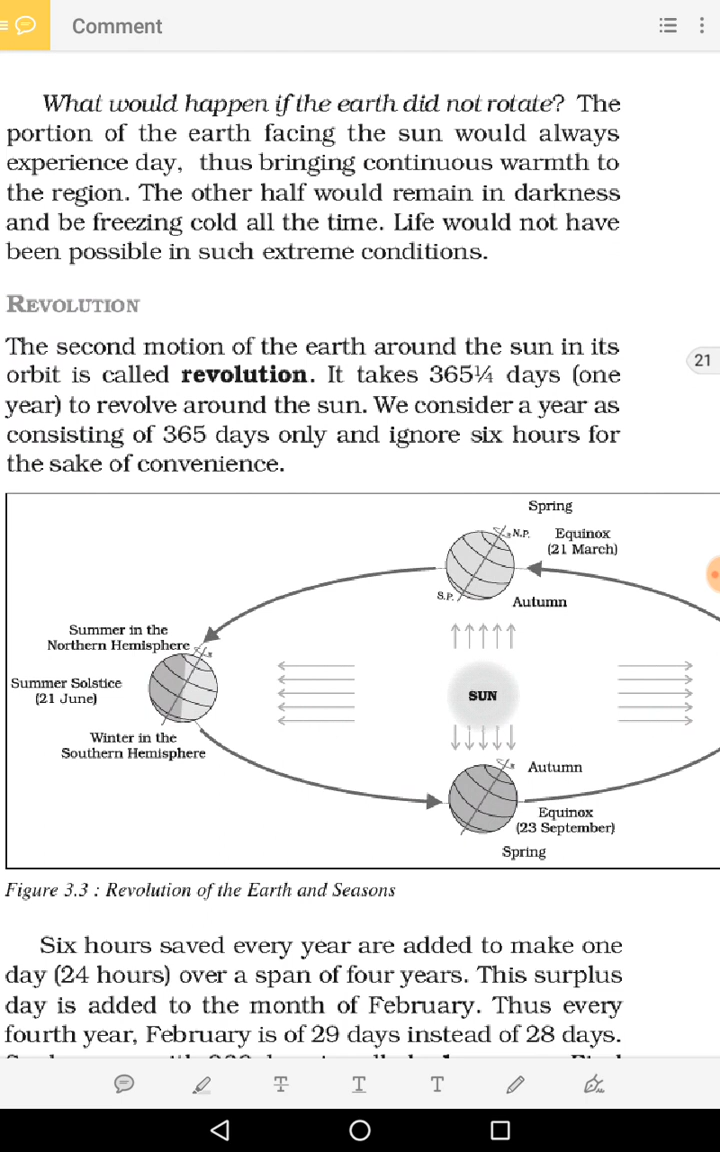 Comment
What would happen if the earth did not rotate? The
portion of the earth facing the sun would always
experience day, thus bringing continuous warmth to
the region. The other half would remain in darkness
and be freezing cold all the time. Life would not have
been possible in such extreme conditions.
REVOLUTION
The second motion of the earth around the sun in its
21
orbit is called revolution. It takes 365¼ days (one
year) to revolve around the sun. We consider a year as
consisting of 365 days only and ignore six hours for
the sake of convenience.
Spring
N.P.
Equinox
(21 March)
S.P.
Autumn
Summer in the
Northern Hemisphere
Summer Solstice
(21 June)
SUN
Winter in the
Southern Hemisphere
Autumn
Equinox
(23 September)
Spring
Figure 3.3 : Revolution of the Earth and Seasons
Six hours saved every year are added to make one
day (24 hours) over a span of four years. This surplus
day is added to the month of February. Thus every
fourth year, February is of 29 days instead of 28 days.